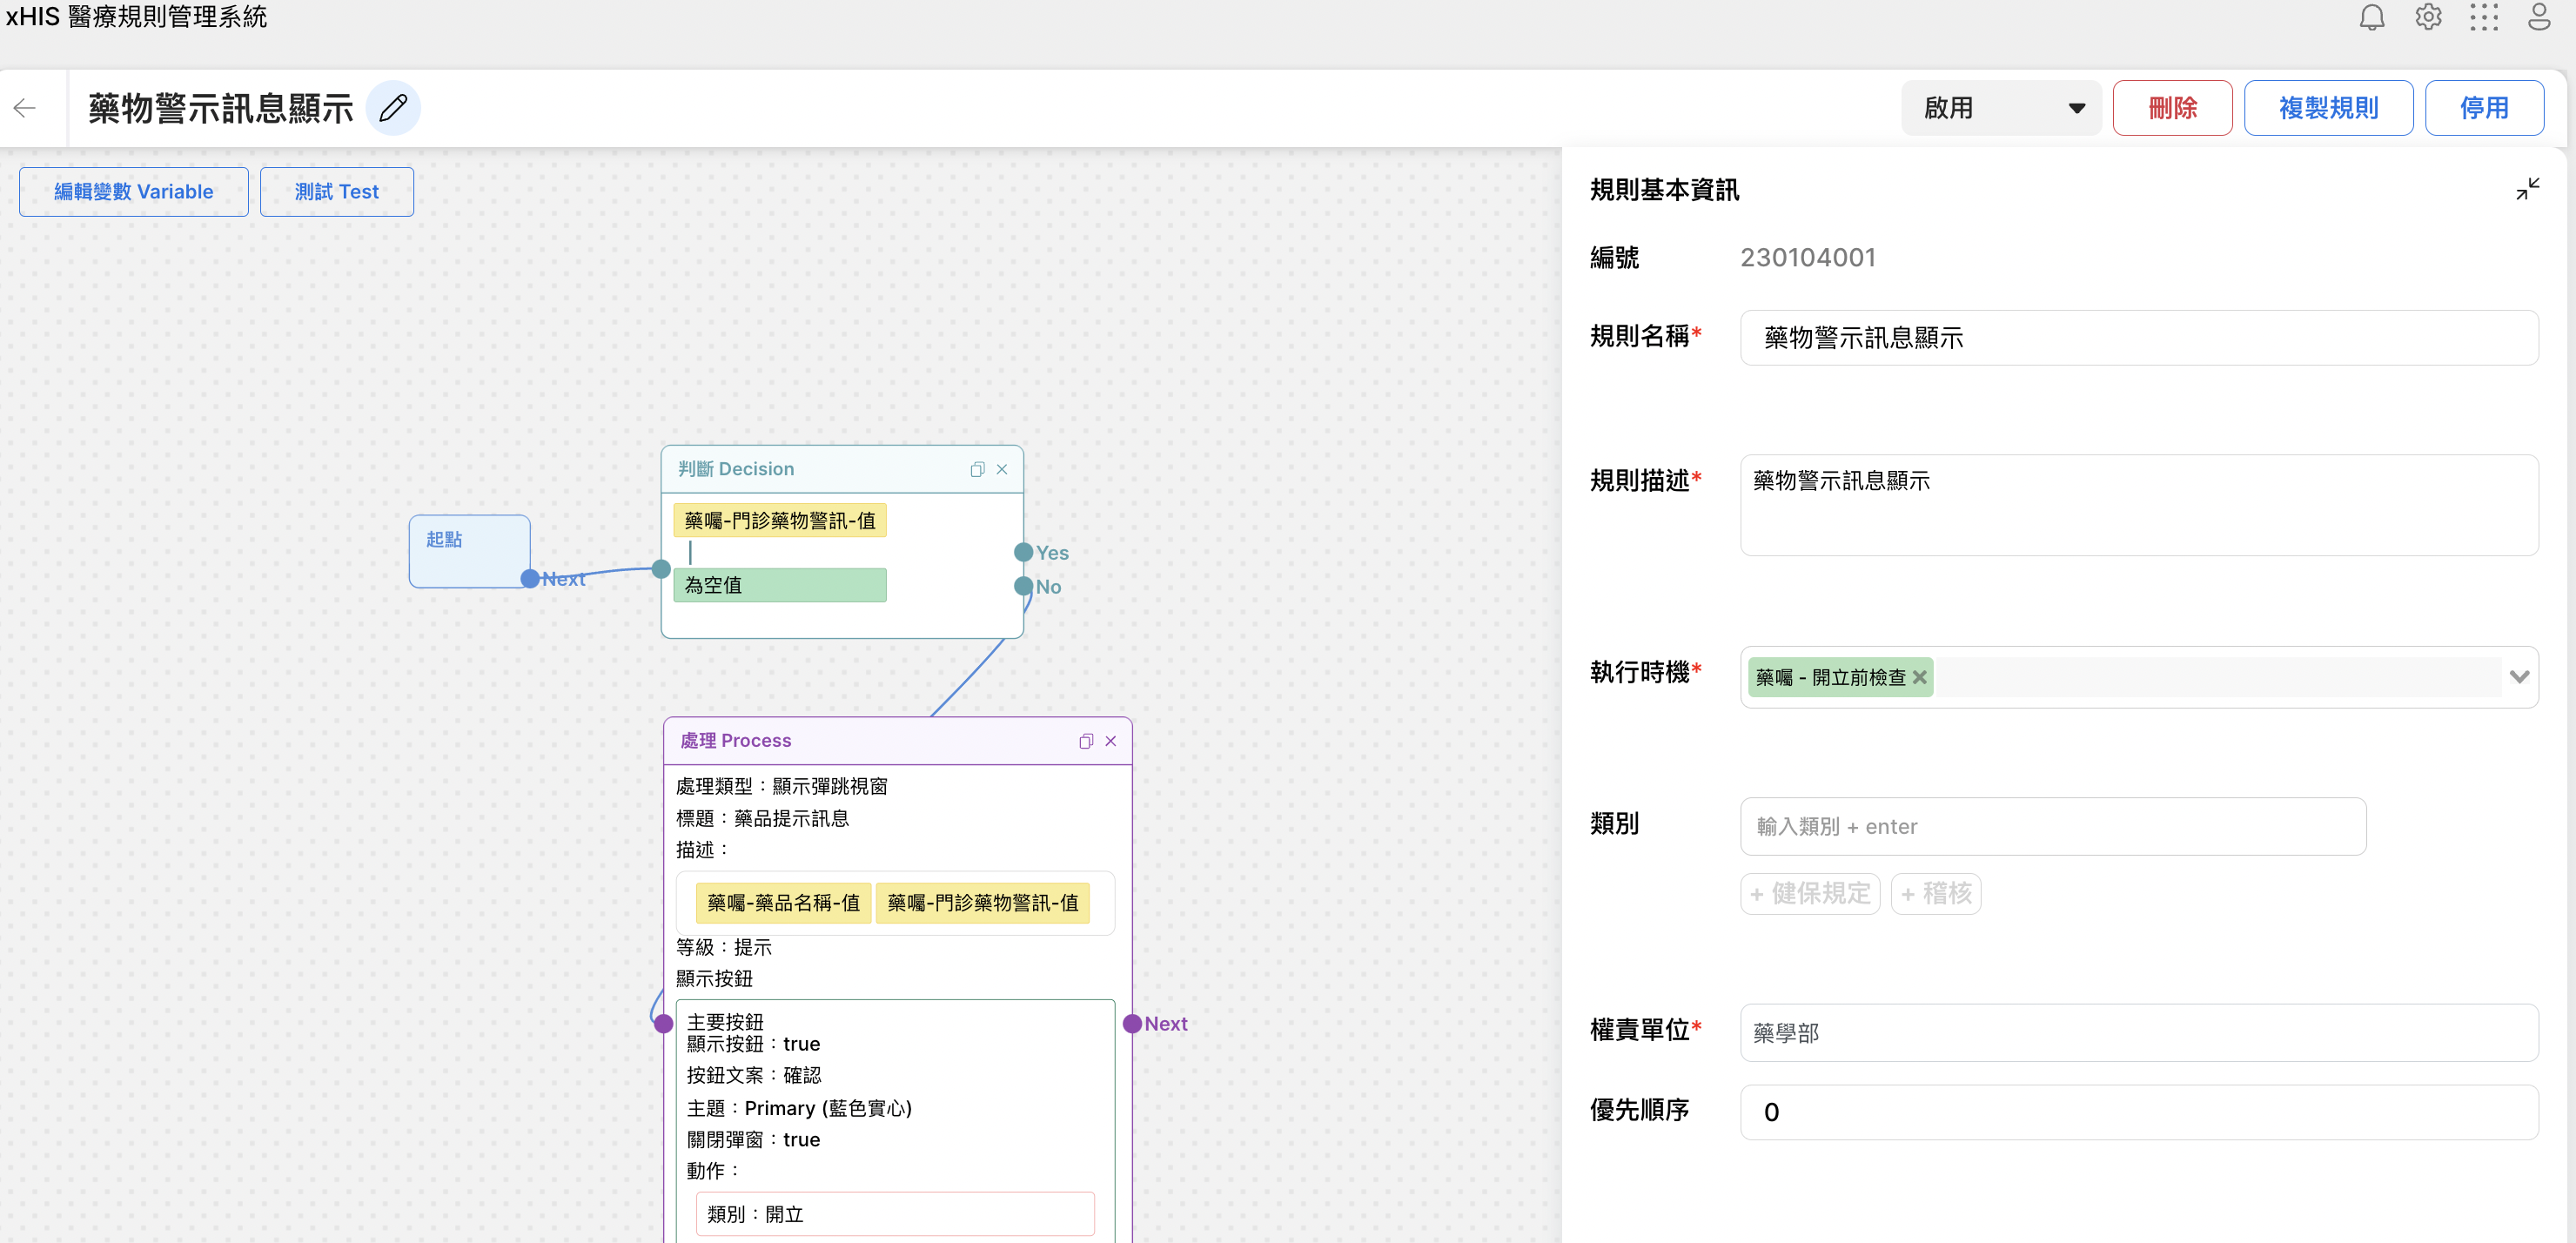 xHIS 醫療規則管理系統
藥物警示訊息顯示
啟用
刪除
複製規則
停用
編輯變數 Variable
測試 Test
起點
Next
判斷 Decision
藥囑-門診藥物警訊-值
為空值
Yes
No
處理 Process
處理類型：顯示彈跳視窗
標題：藥品提示訊息
描述：
藥囑-藥品名稱-值 藥囑-門診藥物警訊-值
等級：提示
顯示按鈕
主要按鈕
顯示按鈕：true
按鈕文案：確認
主題：Primary (藍色實心)
關閉彈窗：true
動作：
類別：開立
Next
規則基本資訊
編號 230104001
規則名稱* 藥物警示訊息顯示
規則描述* 藥物警示訊息顯示
執行時機* 藥囑 - 開立前檢查
類別 輸入類別 + enter
+ 健保規定 + 稽核
權責單位* 藥學部
優先順序 0